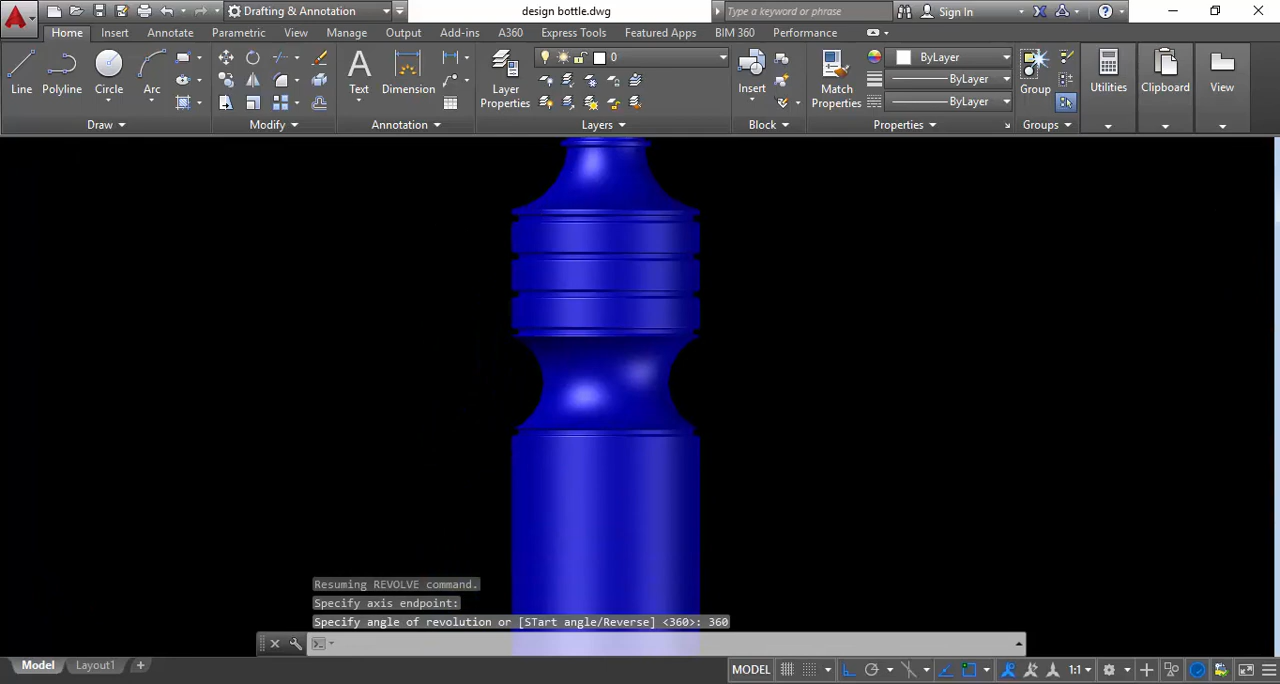 Drafting & Annotation
design bottle.dwg
Type a keyword or phrase
Sign In
Home Insert Annotate Parametric View Manage Output Add-ins A360 Express Tools Featured Apps BIM 360 Performance
Line Polyline Circle Arc
Draw
Modify
Text Dimension
Annotation
Layer Properties
0
Layers
Insert
Block
Match Properties
ByLayer
ByLayer
ByLayer
Properties
Group
Groups
Utilities
Clipboard
View
Resuming REVOLVE command.
Specify axis endpoint:
Specify angle of revolution or [STart angle/Reverse] <360>: 360
Model Layout1 +
MODEL
1:1